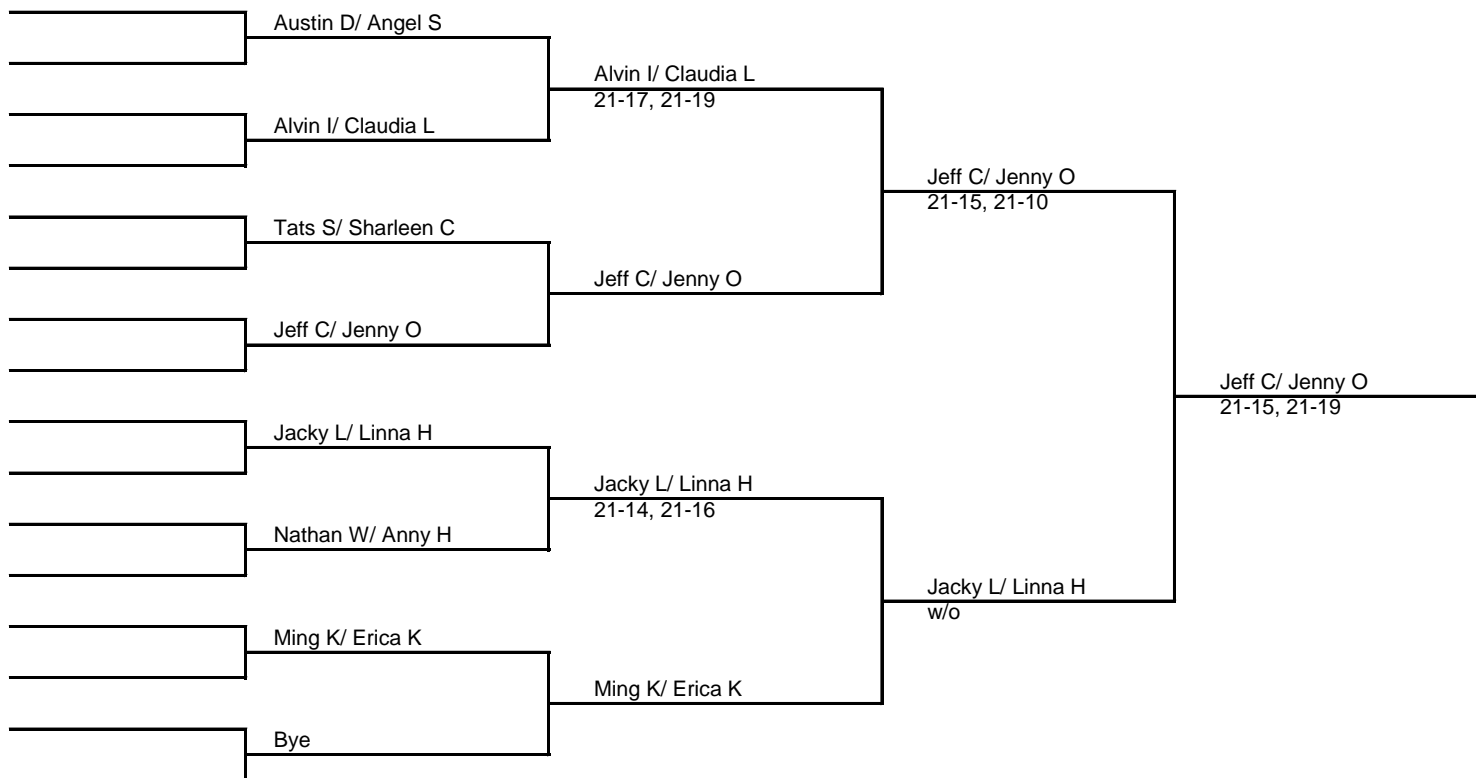 Austin D/ Angel S
Alvin I/ Claudia L
21-17, 21-19
Alvin I/ Claudia L
Jeff C/ Jenny O
21-15, 21-10
Tats S/ Sharleen C
Jeff C/ Jenny O
Jeff C/ Jenny O
Jeff C/ Jenny O
21-15, 21-19
Jacky L/ Linna H
Jacky L/ Linna H
21-14, 21-16
Nathan W/ Anny H
Jacky L/ Linna H
w/o
Ming K/ Erica K
Ming K/ Erica K
Bye